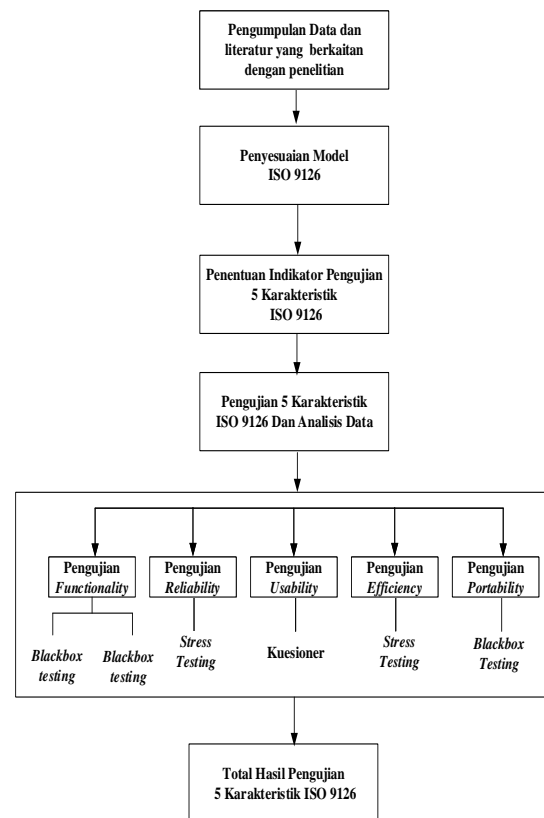 Pengumpulan Data dan
literatur yang berkaitan
dengan penelitian
Penyesuaian Model
ISO 9126
Penentuan Indikator Pengujian
5 Karakteristik
ISO 9126
Pengujian 5 Karakteristik
ISO 9126 Dan Analisis Data
Pengujian
Functionality
Pengujian
Reliability
Pengujian
Usability
Pengujian
Efficiency
Pengujian
Portability
Blackbox
testing
Blackbox
testing
Stress
Testing
Kuesioner
Stress
Testing
Blackbox
Testing
Total Hasil Pengujian
5 Karakteristik ISO 9126